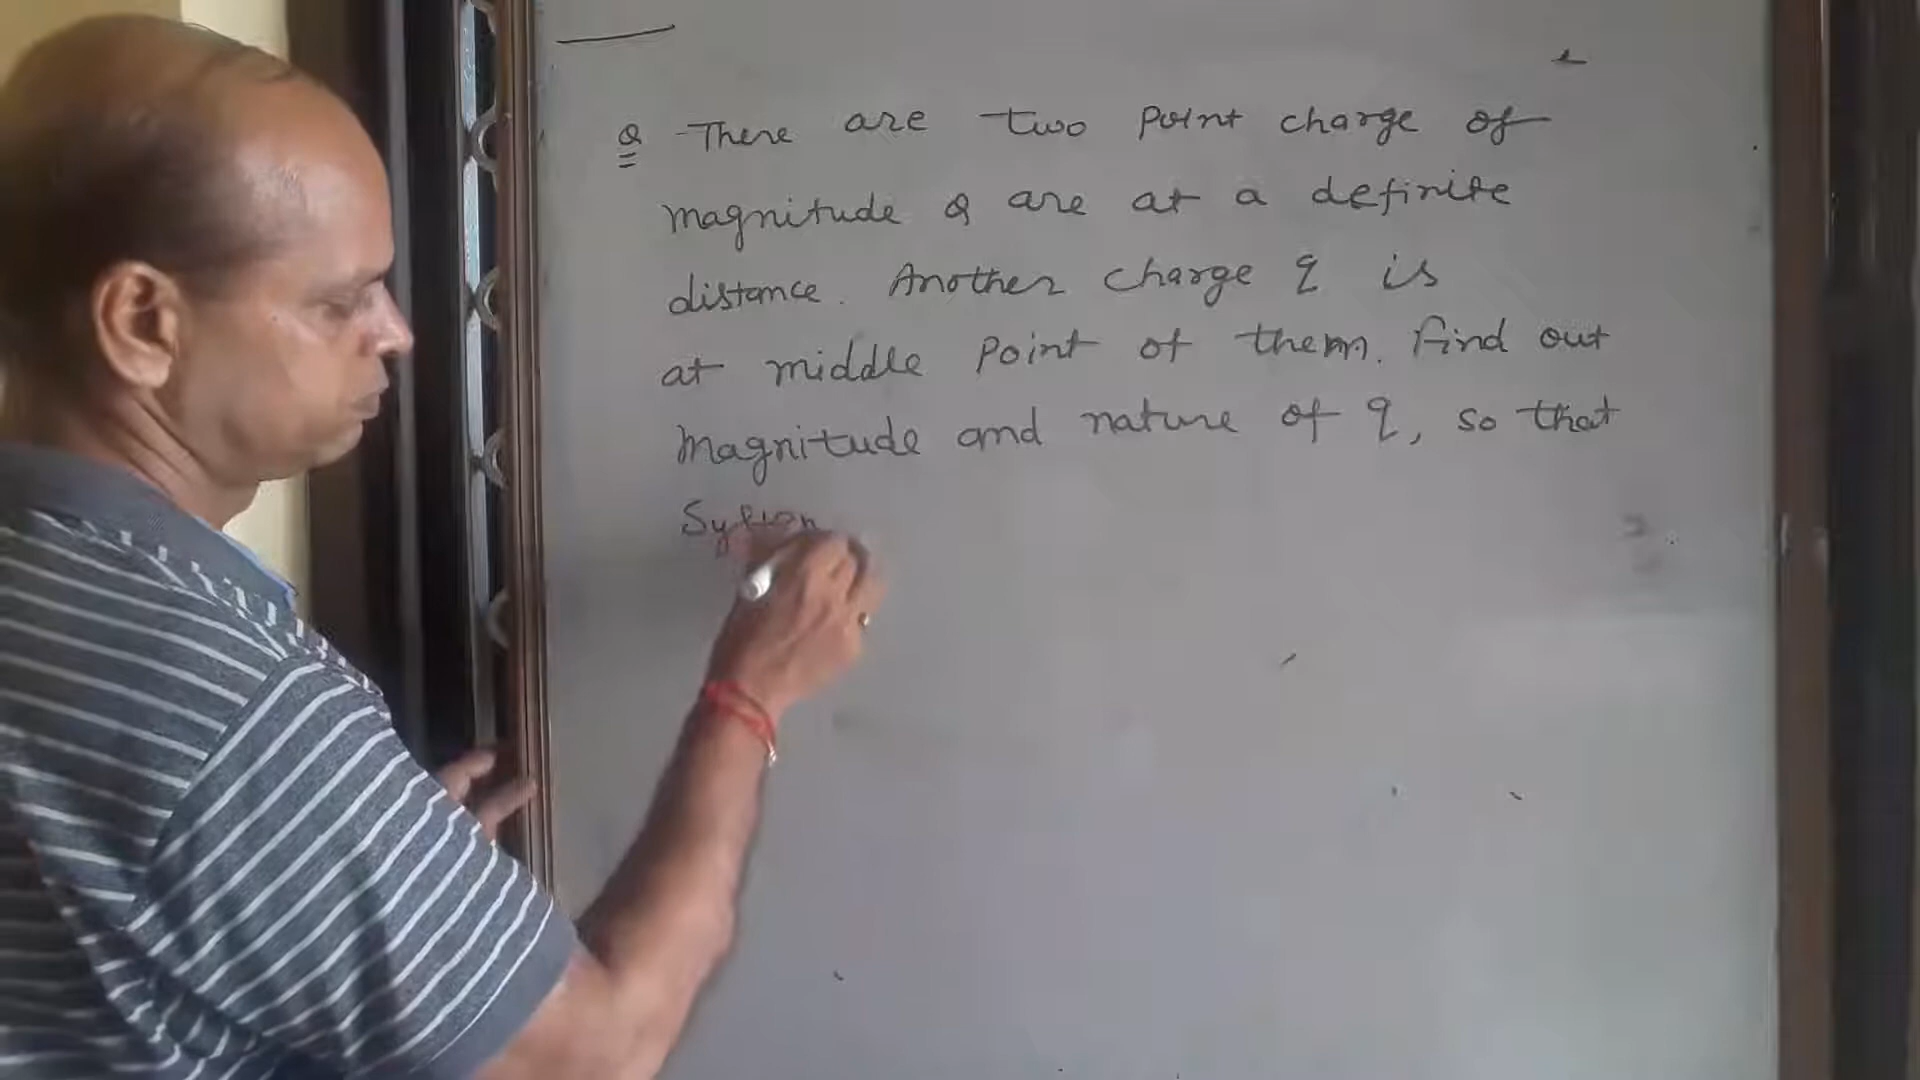 Q There are two Point charge of
magnitude Q are at a definite
distance. Another charge q is
at middle Point of them. find out
magnitude and nature of q, so that